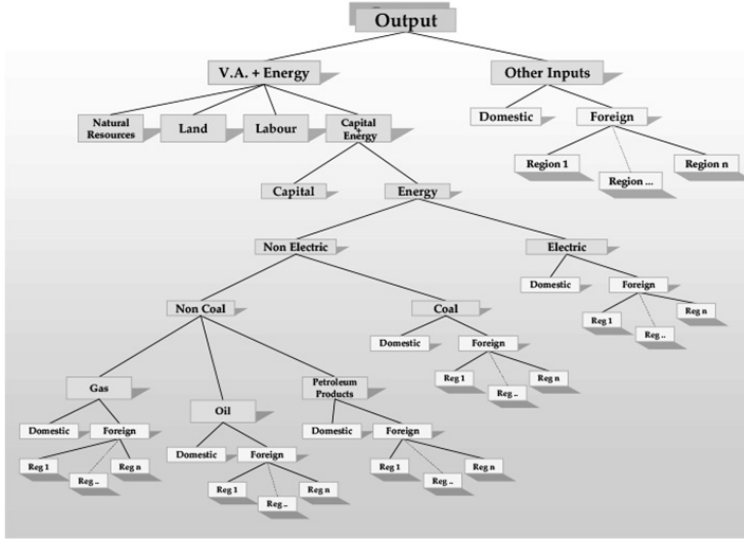 Output
V.A. + Energy
Other Inputs
Natural
Resources
Land
Labour
Capital
+
Energy
Domestic
Foreign
Region 1
Region ...
Region n
Capital
Energy
Non Electric
Electric
Domestic
Foreign
Reg 1
Reg ..
Reg n
Non Coal
Coal
Domestic
Foreign
Reg 1
Reg ..
Reg n
Gas
Oil
Petroleum
Products
Domestic
Foreign
Reg 1
Reg ..
Reg n
Domestic
Foreign
Reg 1
Reg ..
Reg n
Domestic
Foreign
Reg 1
Reg ..
Reg n